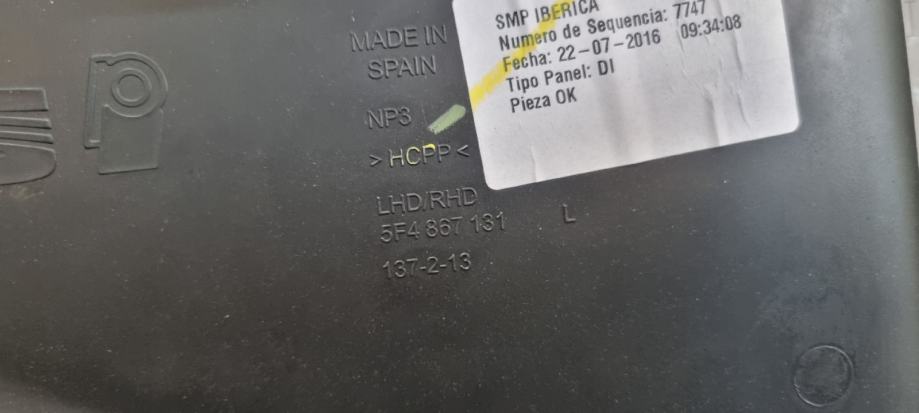 MADE IN
SPAIN
NP3
> HCPP <
LHD/RHD
5F4 867 131 L
137-2-13
SMP IBERICA
Numero de Sequencia: 7747
Fecha: 22-07-2016 09:34:08
Tipo Panel: DI
Pieza OK